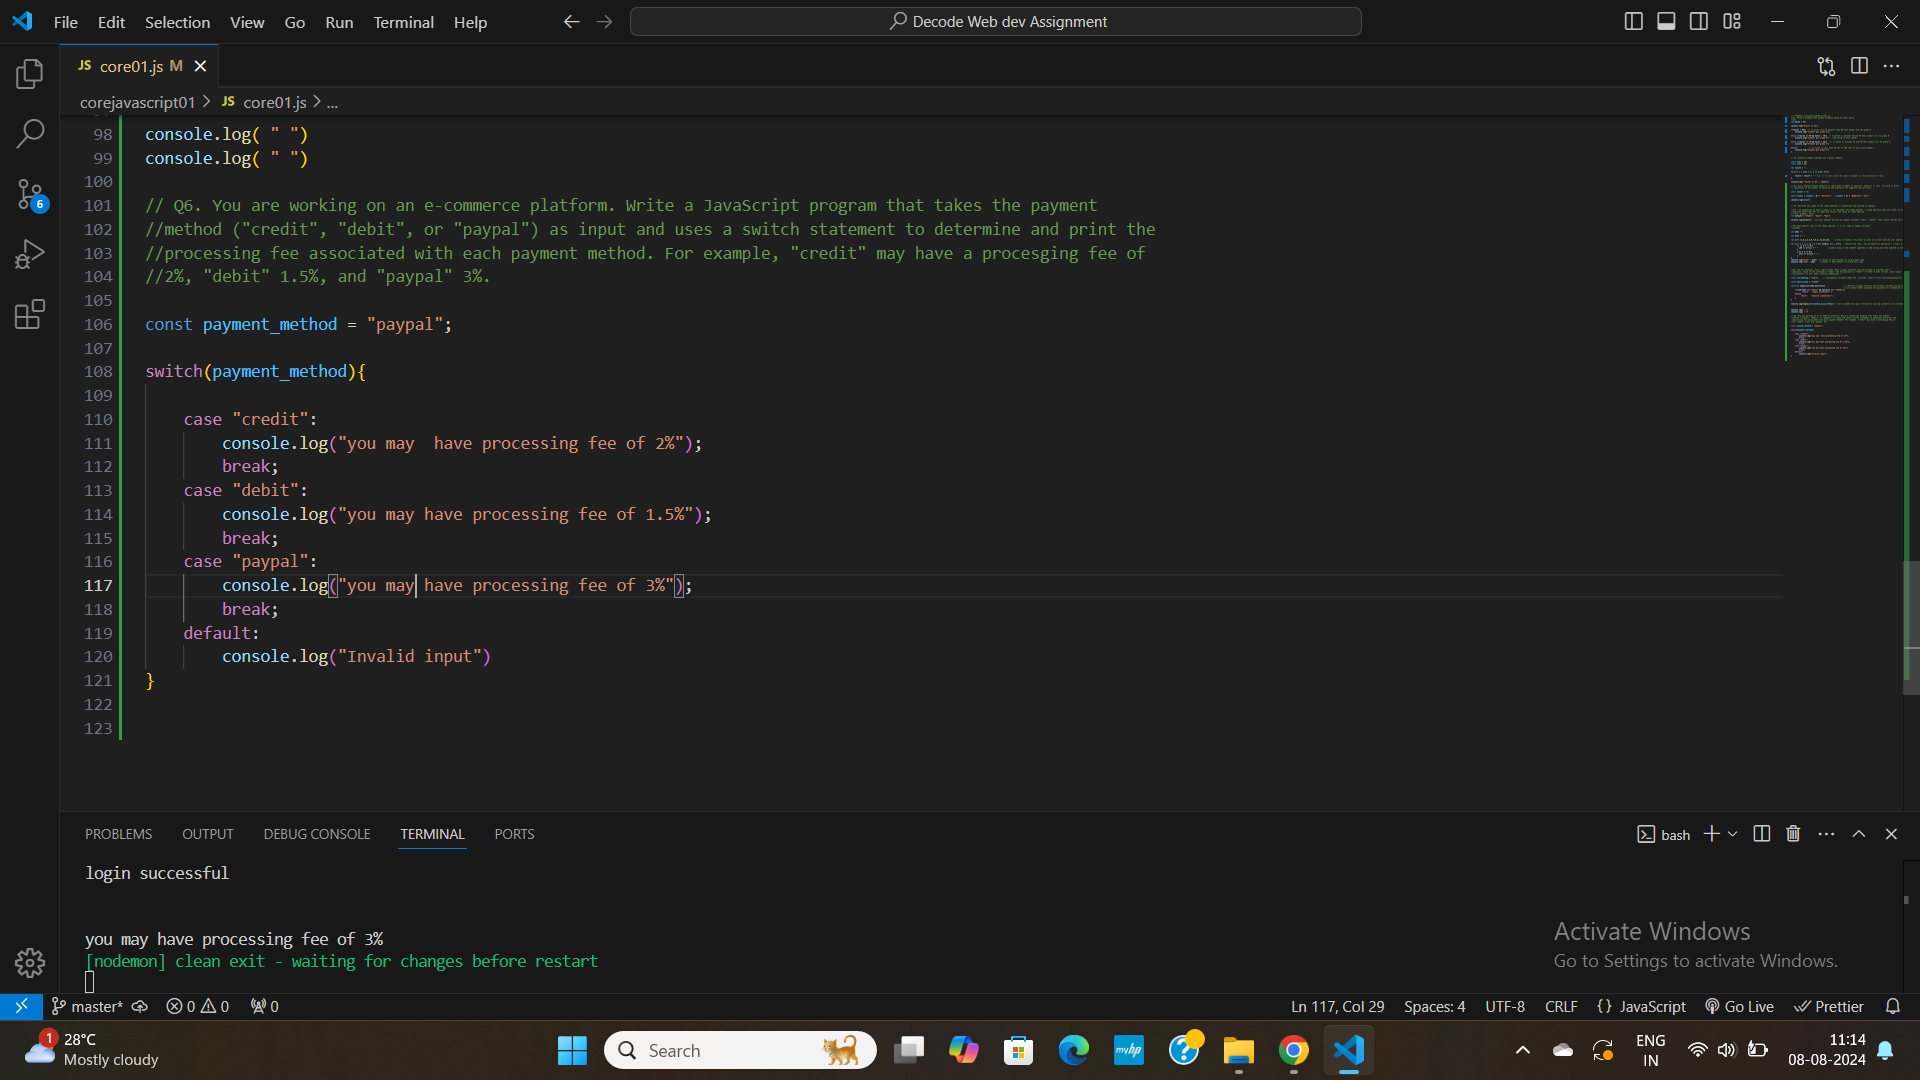 File Edit Selection View Go Run Terminal Help
Decode Web dev Assignment
JS core01.js M
corejavascript01 > JS core01.js > ...
98 console.log( " ")
99 console.log( " ")
100
101 // Q6. You are working on an e-commerce platform. Write a JavaScript program that takes the payment
102 //method ("credit", "debit", or "paypal") as input and uses a switch statement to determine and print the
103 //processing fee associated with each payment method. For example, "credit" may have a procesging fee of
104 //2%, "debit" 1.5%, and "paypal" 3%.
105
106 const payment_method = "paypal";
107
108 switch(payment_method){
109
110 case "credit":
111 console.log("you may  have processing fee of 2%");
112 break;
113 case "debit":
114 console.log("you may have processing fee of 1.5%");
115 break;
116 case "paypal":
117 console.log("you may have processing fee of 3%");
118 break;
119 default:
120 console.log("Invalid input")
121 }
122
123
6
PROBLEMS OUTPUT DEBUG CONSOLE TERMINAL PORTS
bash
login successful
you may have processing fee of 3%
[nodemon] clean exit - waiting for changes before restart
Activate Windows
Go to Settings to activate Windows.
master* 0 0 0
Ln 117, Col 29 Spaces: 4 UTF-8 CRLF {} JavaScript Go Live Prettier
1 28°C
Mostly cloudy
Search
myhp
ENG
IN
11:14
08-08-2024